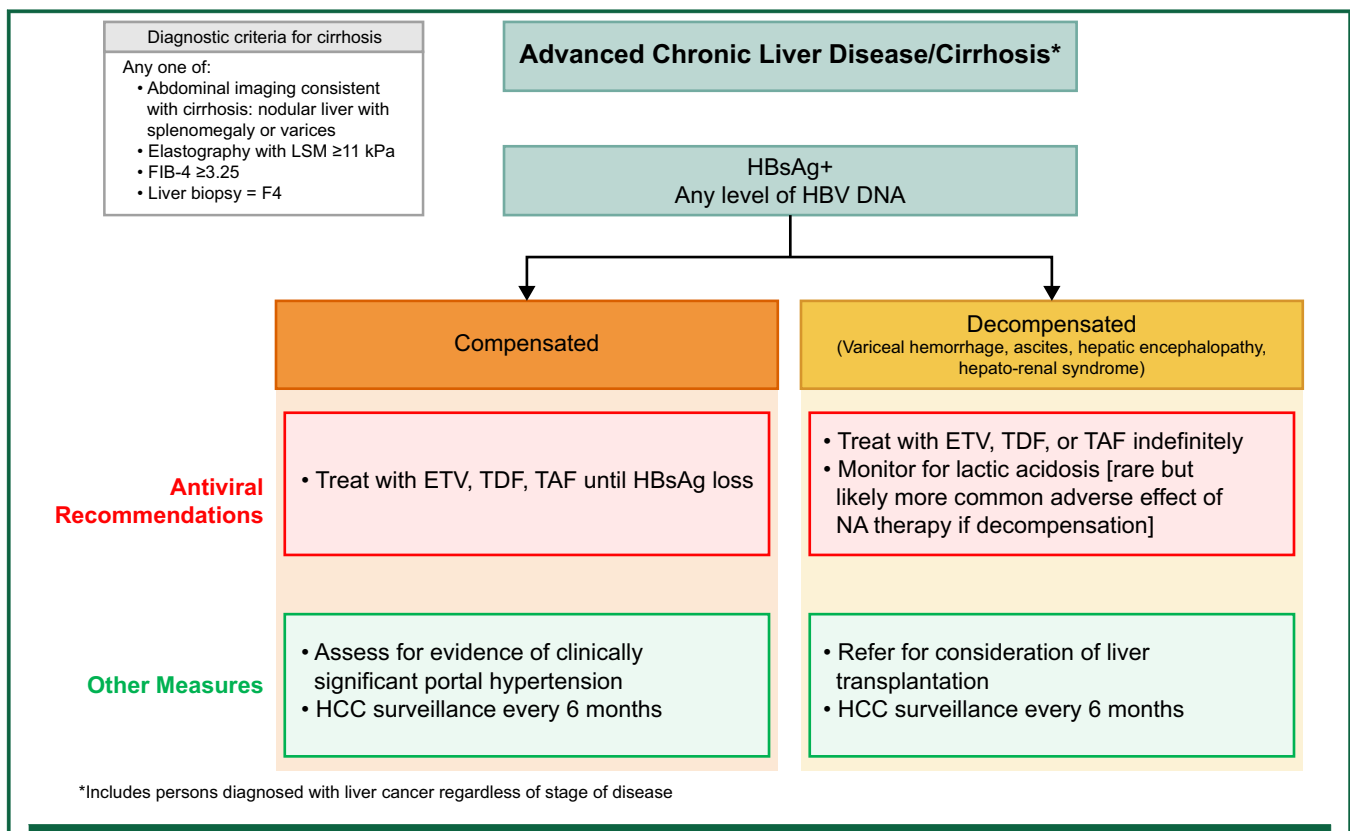 Diagnostic criteria for cirrhosis
Any one of:
• Abdominal imaging consistent
with cirrhosis: nodular liver with
splenomegaly or varices
• Elastography with LSM ≥11 kPa
• FIB-4 ≥3.25
• Liver biopsy = F4
Advanced Chronic Liver Disease/Cirrhosis*
HBsAg+
Any level of HBV DNA
Compensated
Decompensated
(Variceal hemorrhage, ascites, hepatic encephalopathy,
hepato-renal syndrome)
Antiviral
Recommendations
• Treat with ETV, TDF, TAF until HBsAg loss
• Treat with ETV, TDF, or TAF indefinitely
• Monitor for lactic acidosis [rare but
likely more common adverse effect of
NA therapy if decompensation]
Other Measures
• Assess for evidence of clinically
significant portal hypertension
• HCC surveillance every 6 months
• Refer for consideration of liver
transplantation
• HCC surveillance every 6 months
*Includes persons diagnosed with liver cancer regardless of stage of disease